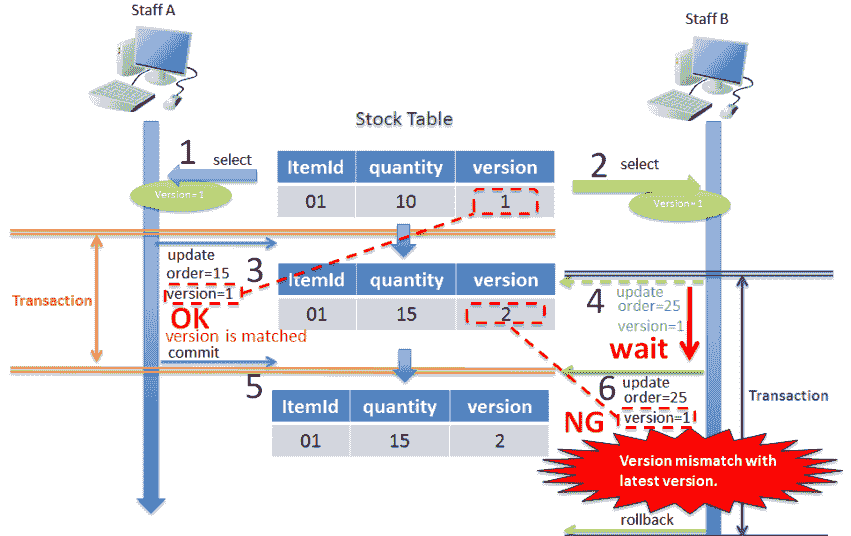 Staff A
Staff B
Stock Table
1
select
2
select
ItemId quantity version
01 10 1
Version=1
Version=1
update
order=15
version=1
3
OK
version is matched
commit
Transaction
ItemId quantity version
01 15 2
4
update
order=25
version=1
wait
5
6
update
order=25
version=1
NG
Transaction
ItemId quantity version
01 15 2
Version mismatch with
latest version.
rollback